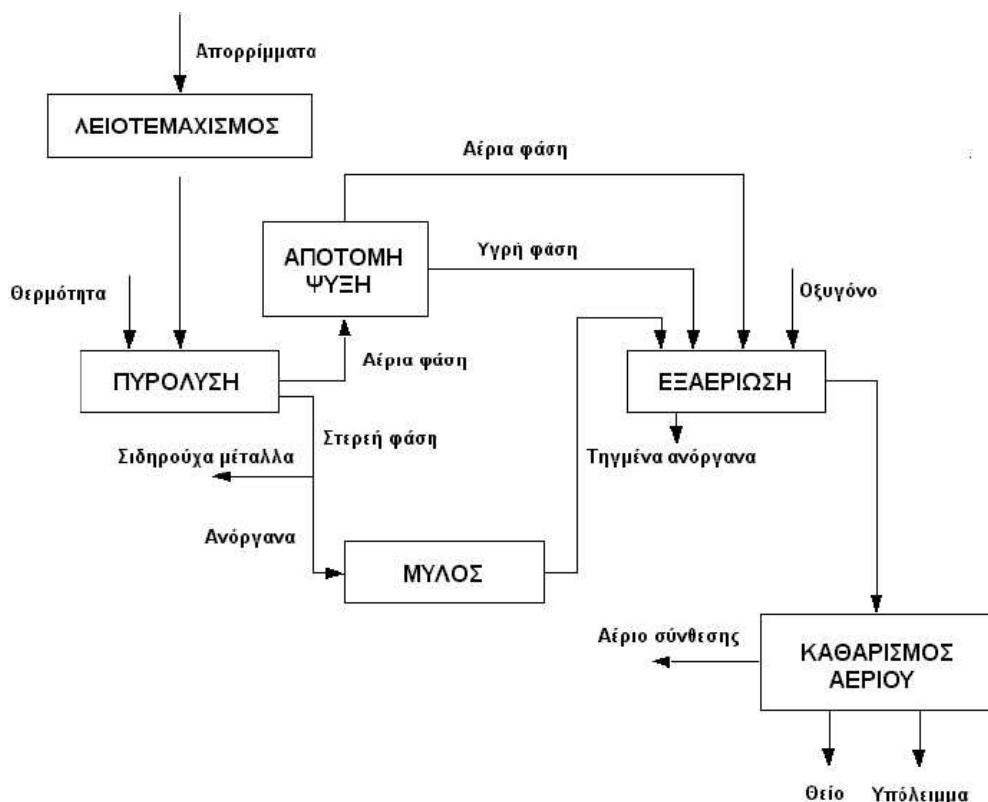 Απορρίμματα
ΛΕΙΟΤΕΜΑΧΙΣΜΟΣ
Αέρια φάση
ΑΠΟΤΟΜΗ
ΨΥΞΗ
Υγρή φάση
Θερμότητα
Οξυγόνο
ΠΥΡΟΛΥΣΗ
Αέρια φάση
ΕΞΑΕΡΙΩΣΗ
Στερεή φάση
Σιδηρούχα μέταλλα
Τηγμένα ανόργανα
Ανόργανα
ΜΥΛΟΣ
Αέριο σύνθεσης
ΚΑΘΑΡΙΣΜΟΣ
ΑΕΡΙΟΥ
Θείο
Υπόλειμμα